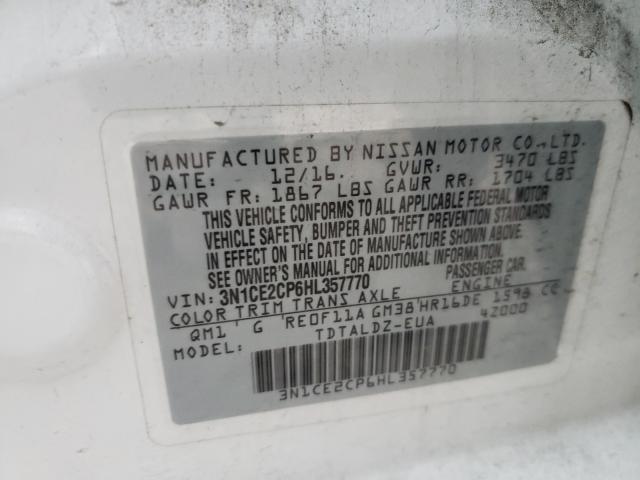 MANUFACTURED BY NISSAN MOTOR CO., LTD.
DATE: 12/16. GVWR: 3470 LBS
GAWR FR: 1867 LBS GAWR RR: 1704 LBS
THIS VEHICLE CONFORMS TO ALL APPLICABLE FEDERAL MOTOR
VEHICLE SAFETY, BUMPER AND THEFT PREVENTION STANDARDS
IN EFFECT ON THE DATE OF MANUFACTURE SHOWN ABOVE.
SEE OWNER'S MANUAL FOR ADDITIONAL INFORMATION.
VIN: 3N1CE2CP6HL357770 PASSENGER CAR.
COLOR TRIM TRANS AXLE ENGINE
QM1 G RE0F11A GM38 HR16DE 1598 CC
MODEL: TDTALDZ-EUA 4Z000
3N1CE2CP6HL357770